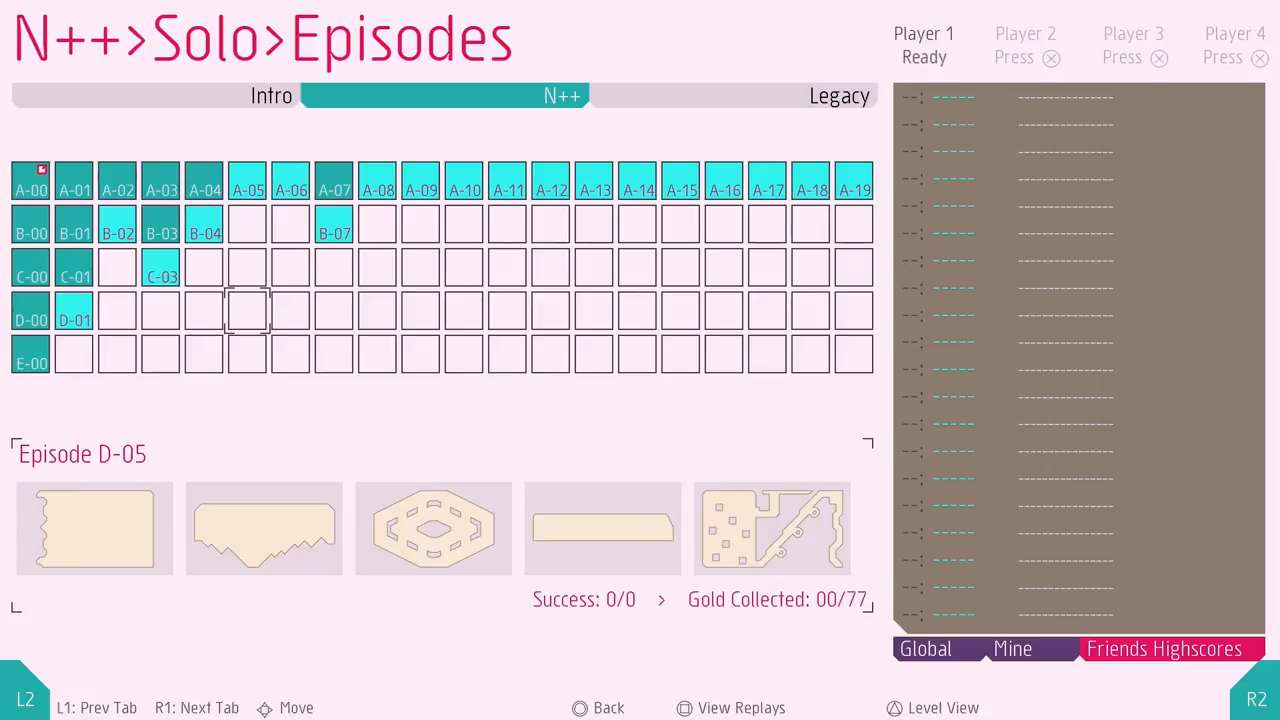 N++>Solo>Episodes
Player 1 Player 2 Player 3 Player 4
Ready Press Press Press
Intro N++ Legacy
A-00 A-01 A-02 A-03 A-04 A-05 A-06 A-07 A-08 A-09 A-10 A-11 A-12 A-13 A-14 A-15 A-16 A-17 A-18 A-19
B-00 B-01 B-02 B-03 B-04 B-07
C-00 C-01 C-03
D-00 D-01
E-00
Episode D-05
Success: 0/0 > Gold Collected: 00/77
Global Mine Friends Highscores
L2 L1: Prev Tab R1: Next Tab Move Back View Replays Level View R2